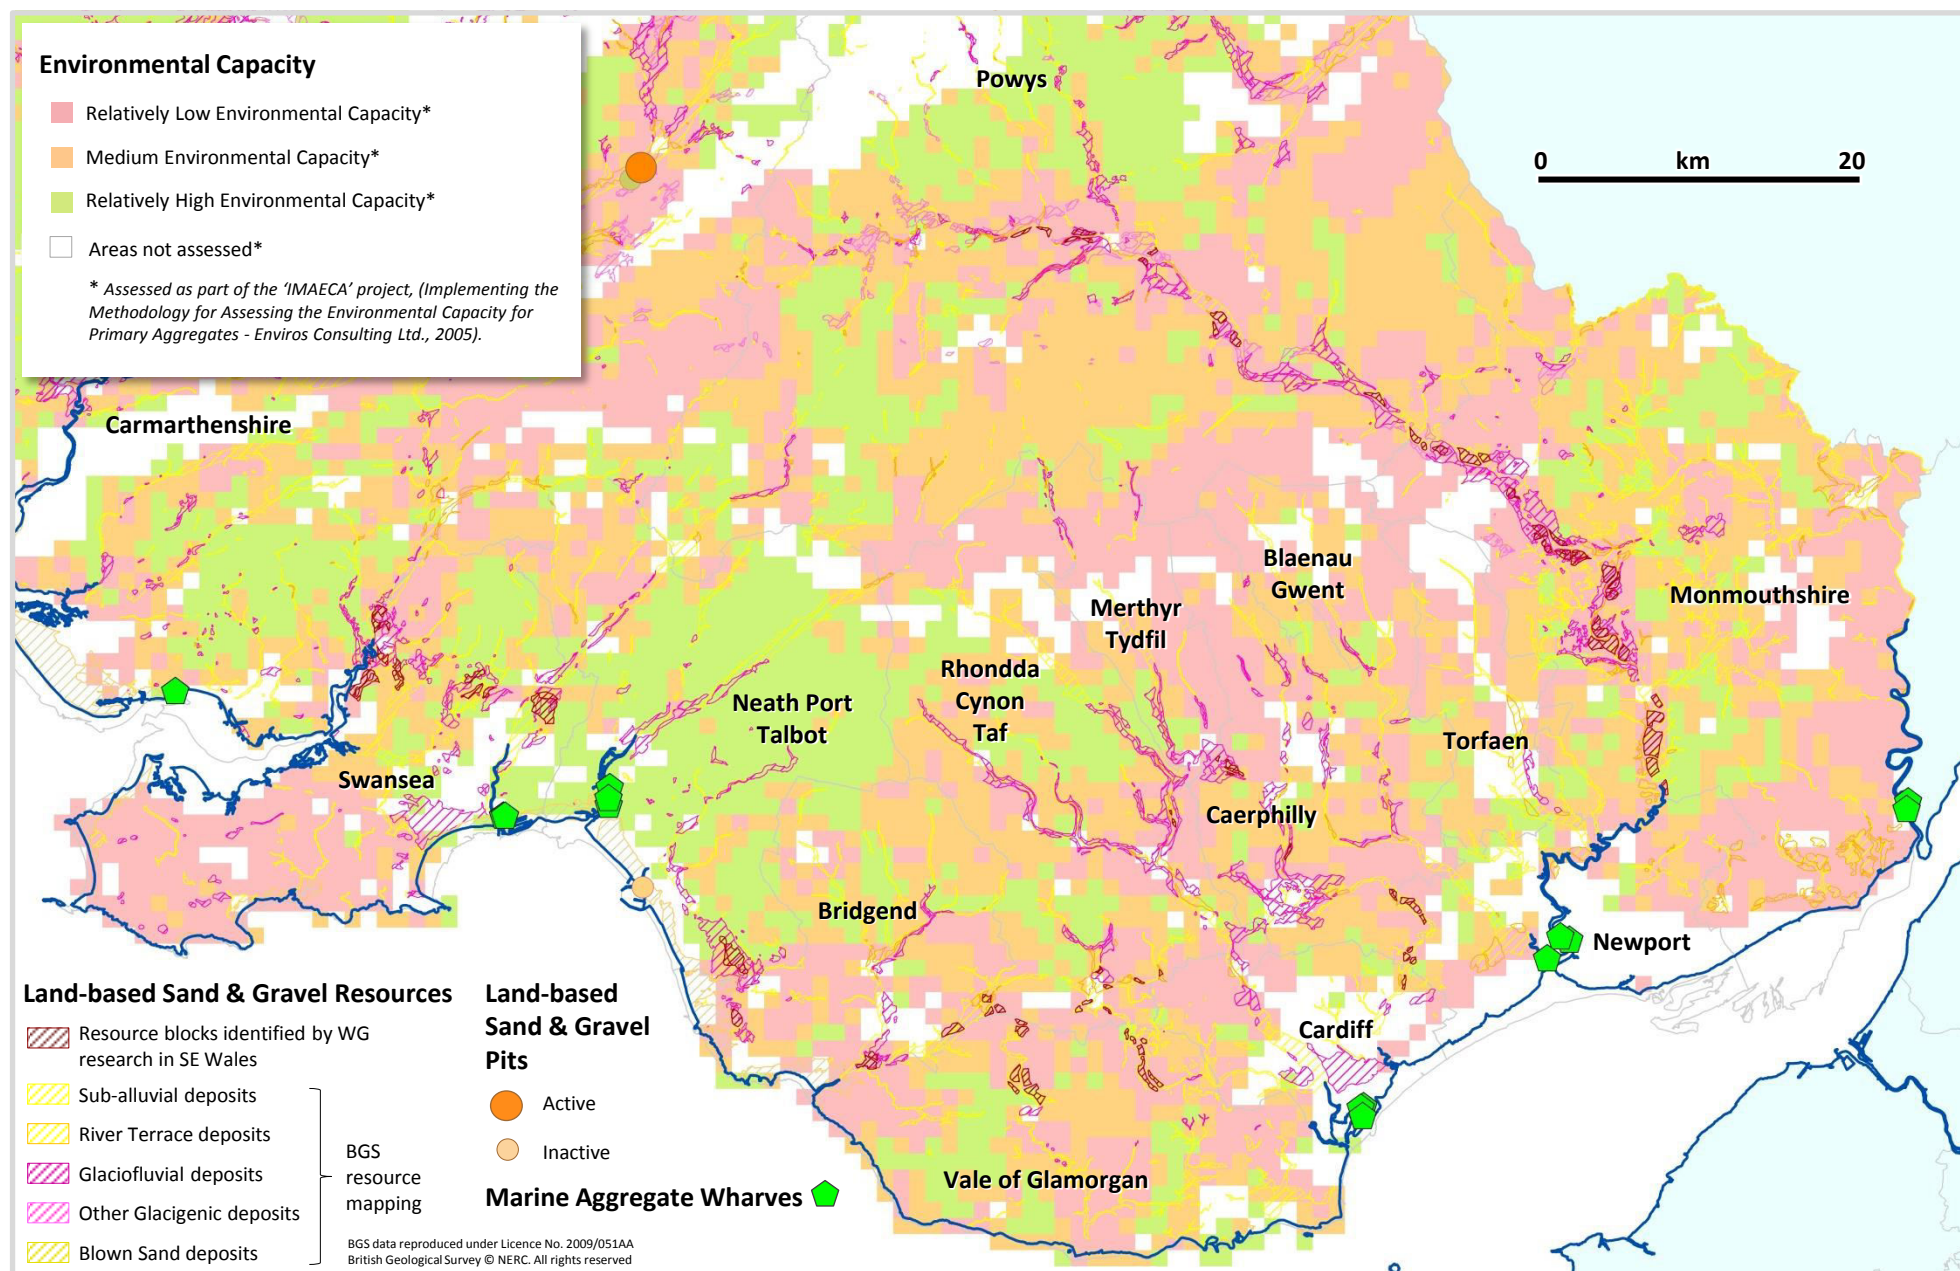 Environmental Capacity
Relatively Low Environmental Capacity*
Medium Environmental Capacity*
Relatively High Environmental Capacity*
Areas not assessed*
* Assessed as part of the ‘IMAECA’ project, (Implementing the
Methodology for Assessing the Environmental Capacity for
Primary Aggregates - Enviros Consulting Ltd., 2005).
Powys
0 km 20
Carmarthenshire
Blaenau
Gwent
Monmouthshire
Merthyr
Tydfil
Rhondda
Cynon
Taf
Neath Port
Talbot
Torfaen
Swansea
Caerphilly
Bridgend
Newport
Cardiff
Vale of Glamorgan
Land-based Sand & Gravel Resources
Resource blocks identified by WG
research in SE Wales
Sub-alluvial deposits
River Terrace deposits
Glaciofluvial deposits
Other Glacigenic deposits
Blown Sand deposits
BGS
resource
mapping
Land-based
Sand & Gravel
Pits
Active
Inactive
Marine Aggregate Wharves
BGS data reproduced under Licence No. 2009/051AA
British Geological Survey © NERC. All rights reserved